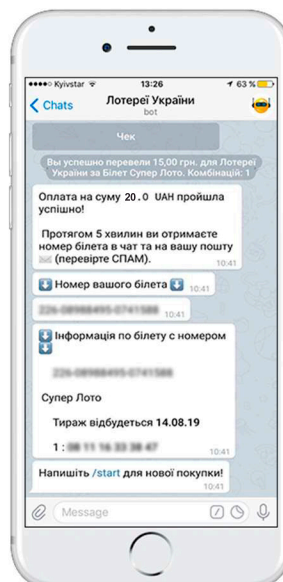 Kyivstar
13:26
63 %
Chats
Лотереї України
bot
Чек
Вы успешно перевели 15,00 грн. для Лотереї
України за Білет Супер Лото. Комбінацій: 1
Оплата на суму 20.0 UAH пройшла
успішно!
Протягом 5 хвилин ви отримаєте
номер білета в чат та на вашу пошту
(перевірте СПАМ).
10:41
Номер вашого білета
10:41
10:41
Інформація по білету с номером
Супер Лото
Тираж відбудеться 14.08.19
1 :
10:41
Напишіть /start для нової покупки!
10:41
Message